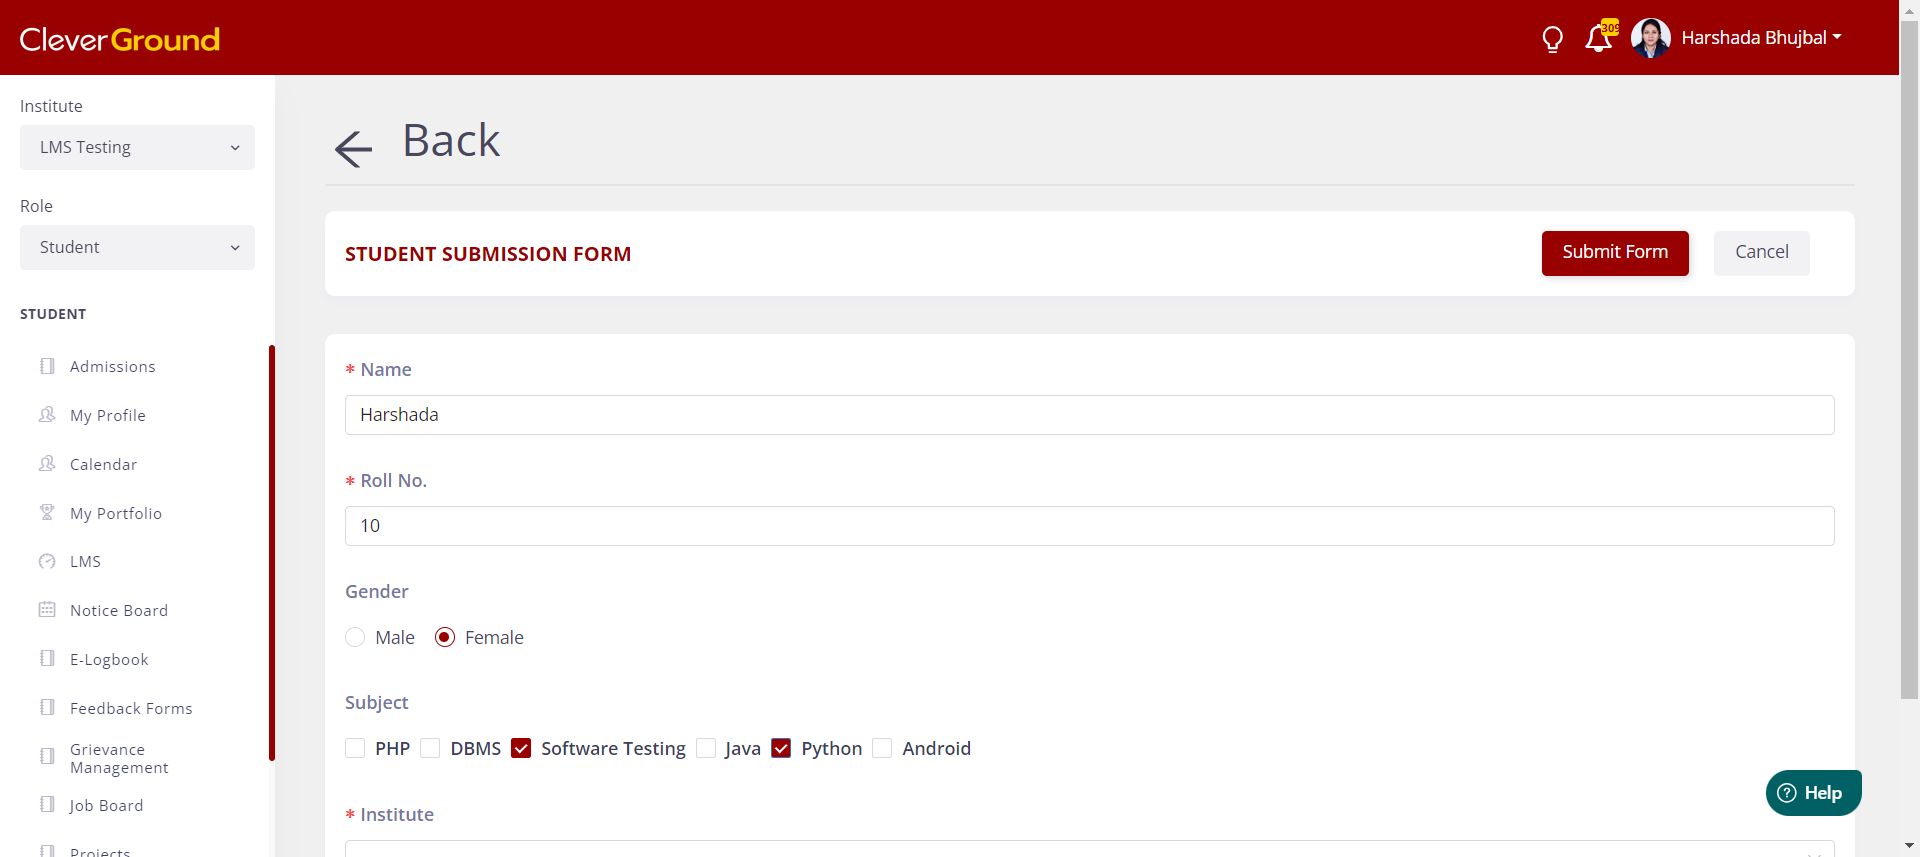 CleverGround
309
Harshada Bhujbal
Institute
LMS Testing
Role
Student
STUDENT
Admissions
My Profile
Calendar
My Portfolio
LMS
Notice Board
E-Logbook
Feedback Forms
Grievance
Management
Job Board
Projects
Back
STUDENT SUBMISSION FORM
Submit Form
Cancel
* Name
Harshada
* Roll No.
10
Gender
Male Female
Subject
PHP DBMS Software Testing Java Python Android
* Institute
? Help